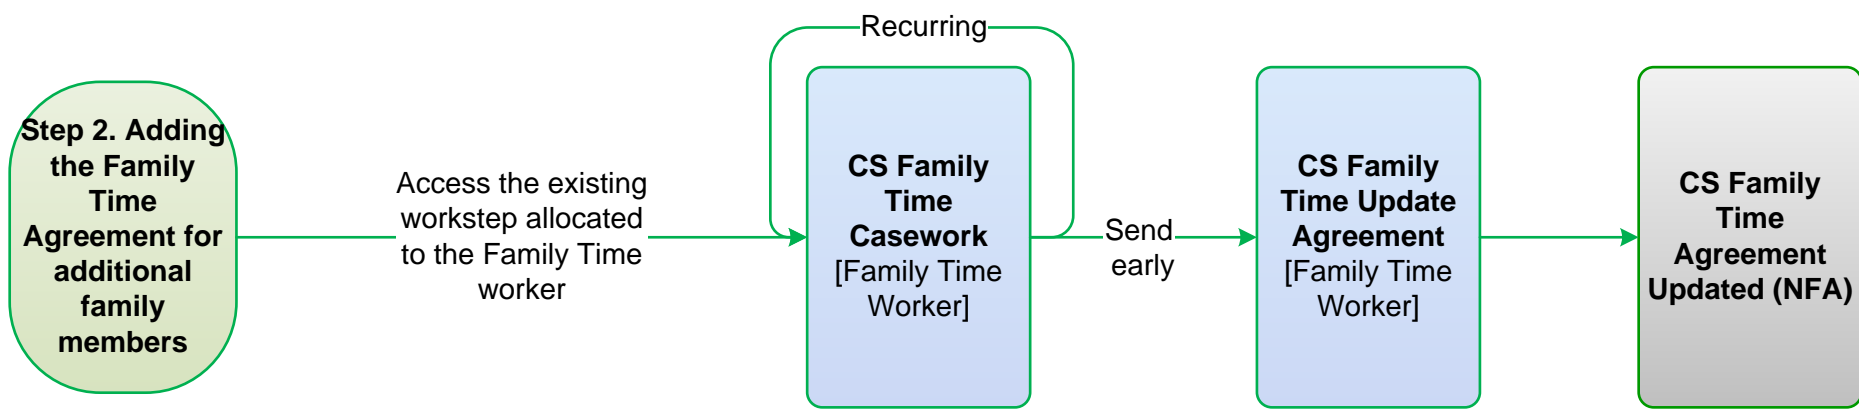 Recurring
Step 2. Adding
the Family
Time
Agreement for
additional
family
members
Access the existing
workstep allocated
to the Family Time
worker
CS Family
Time
Casework
[Family Time
Worker]
Send
early
CS Family
Time Update
Agreement
[Family Time
Worker]
CS Family
Time
Agreement
Updated (NFA)